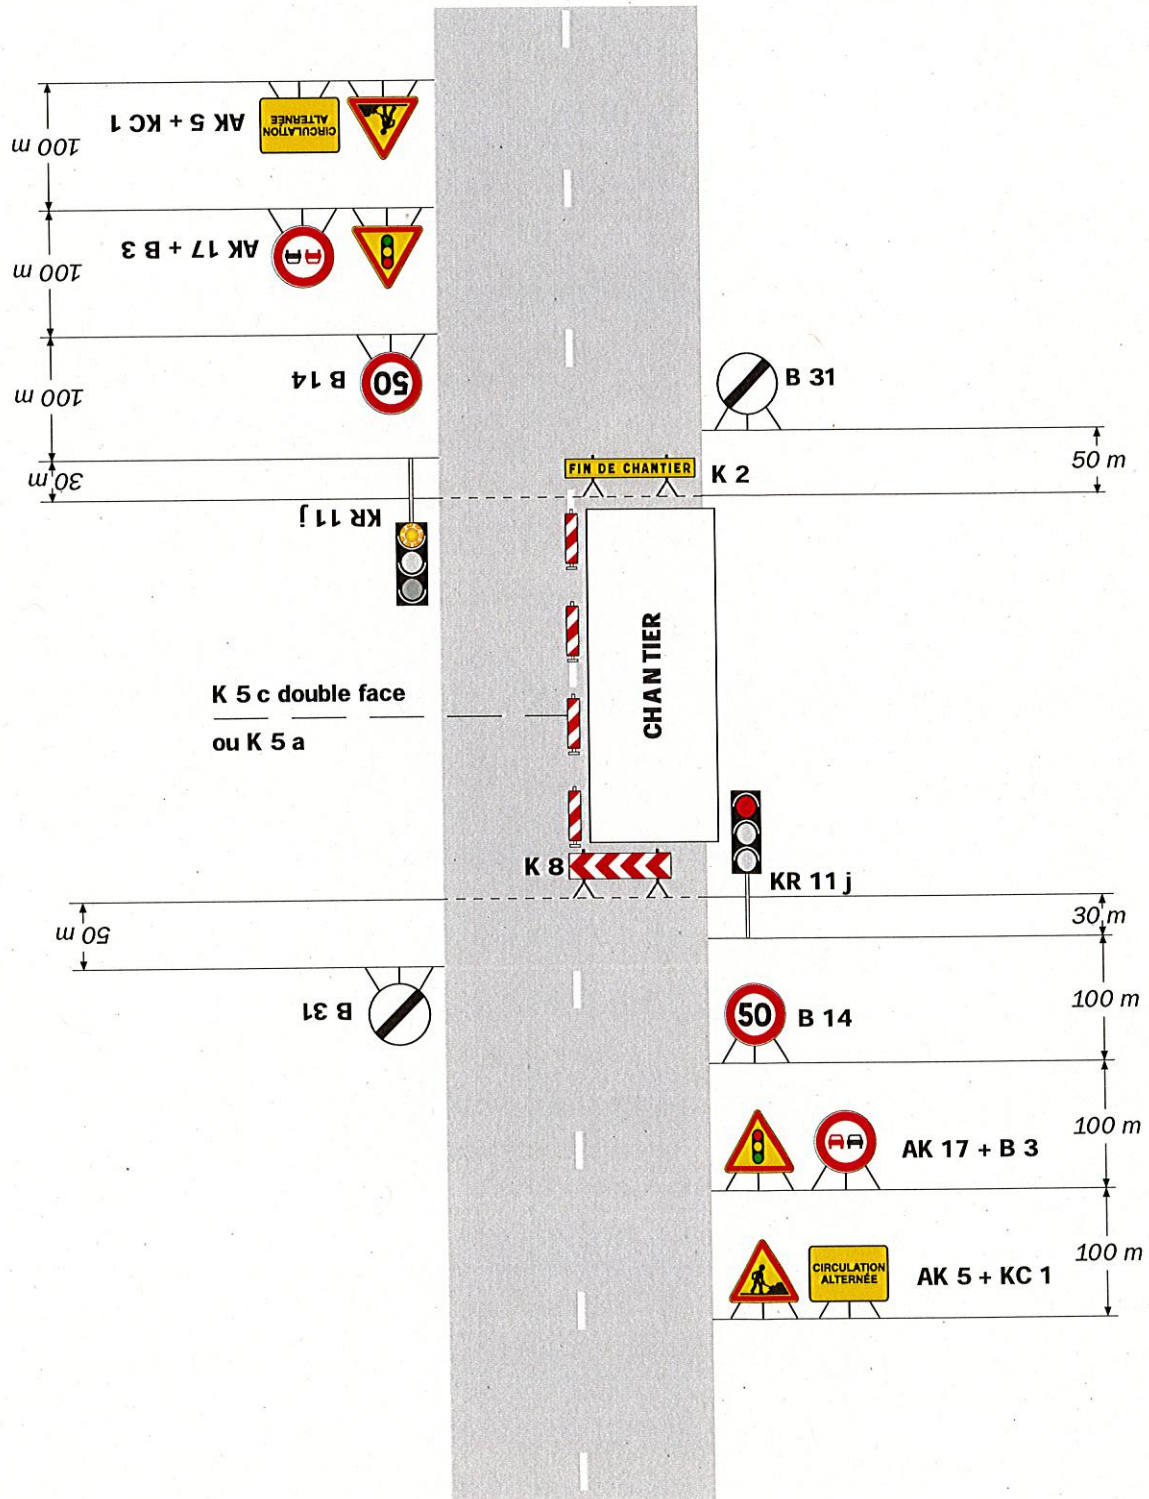 100 m
AK 5 + KC 1
CIRCULATION
ALTERNÉE
100 m
AK 17 + B 3
100 m
B 14
50
B 31
30 m
KR 11 j
FIN DE CHANTIER
K 2
50 m
K 5 c double face
ou K 5 a
CHANTIER
K 8
KR 11 j
30 m
50 m
B 31
50
B 14
100 m
AK 17 + B 3
100 m
CIRCULATION
ALTERNÉE
AK 5 + KC 1
100 m